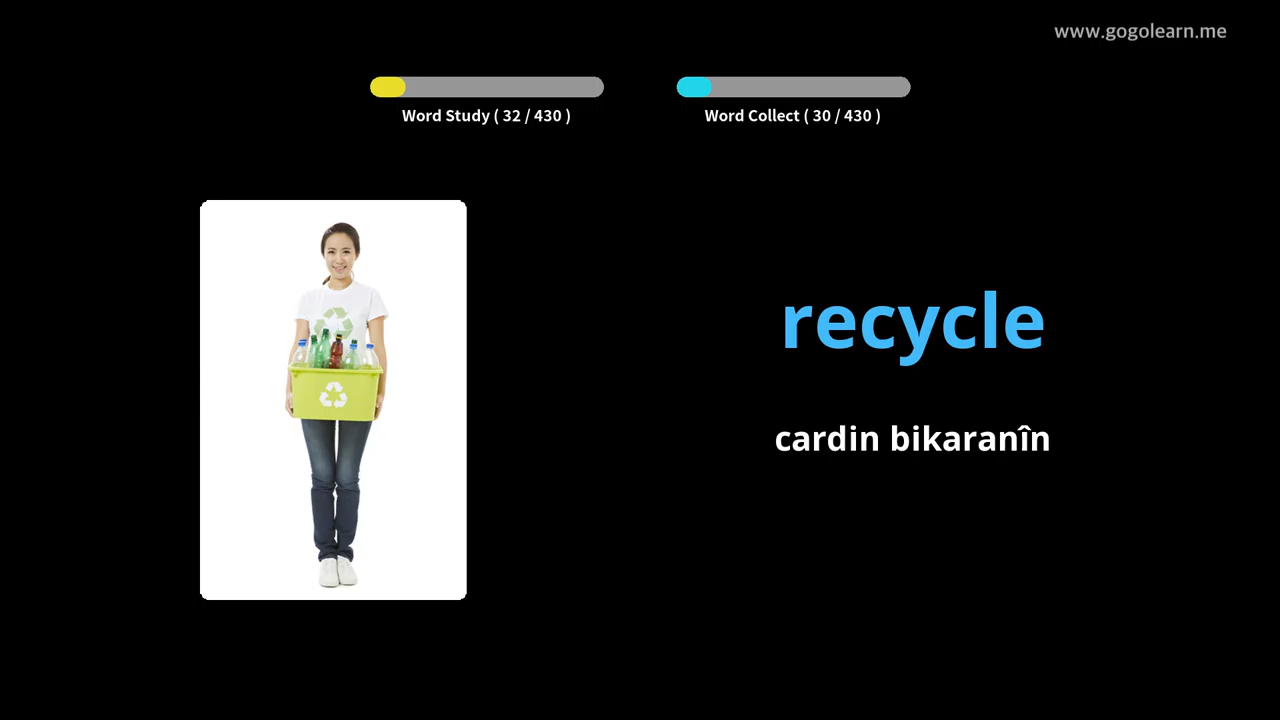 www.gogolearn.me
Word Study ( 32 / 430 )
Word Collect ( 30 / 430 )
recycle
cardin bikaranîn